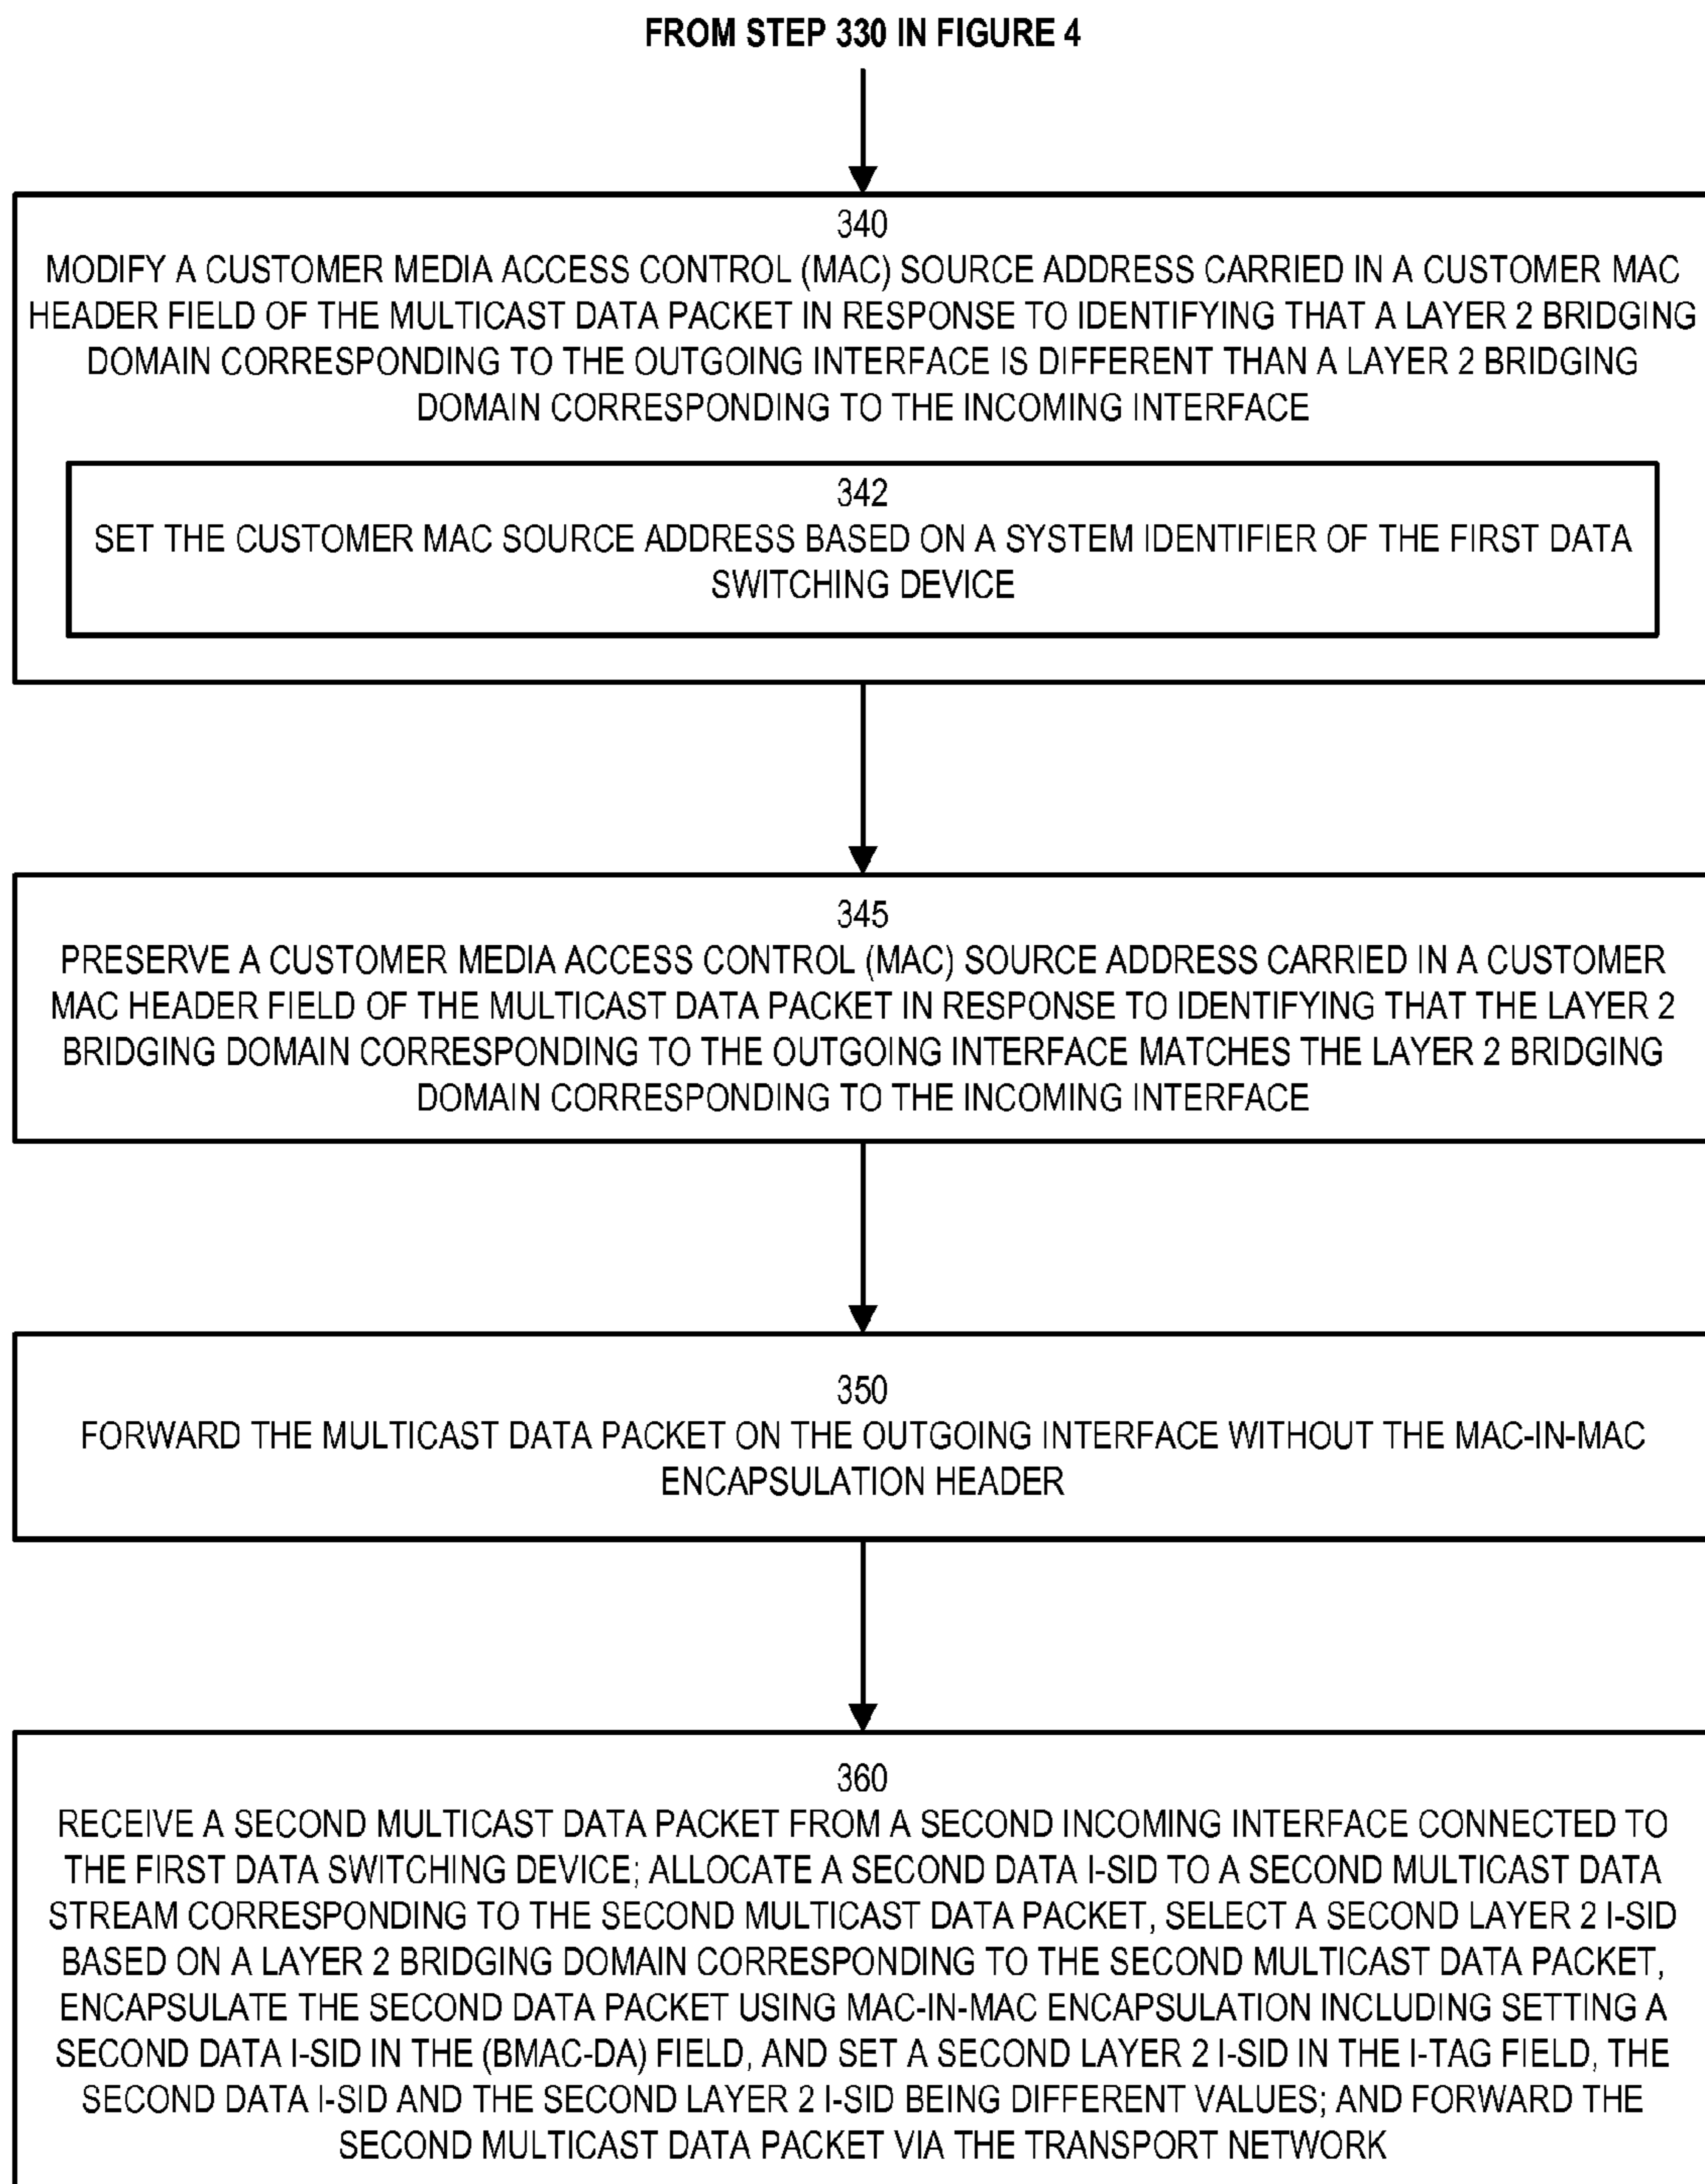 FROM STEP 330 IN FIGURE 4
340
MODIFY A CUSTOMER MEDIA ACCESS CONTROL (MAC) SOURCE ADDRESS CARRIED IN A CUSTOMER MAC
HEADER FIELD OF THE MULTICAST DATA PACKET IN RESPONSE TO IDENTIFYING THAT A LAYER 2 BRIDGING
DOMAIN CORRESPONDING TO THE OUTGOING INTERFACE IS DIFFERENT THAN A LAYER 2 BRIDGING
DOMAIN CORRESPONDING TO THE INCOMING INTERFACE
342
SET THE CUSTOMER MAC SOURCE ADDRESS BASED ON A SYSTEM IDENTIFIER OF THE FIRST DATA
SWITCHING DEVICE
345
PRESERVE A CUSTOMER MEDIA ACCESS CONTROL (MAC) SOURCE ADDRESS CARRIED IN A CUSTOMER
MAC HEADER FIELD OF THE MULTICAST DATA PACKET IN RESPONSE TO IDENTIFYING THAT THE LAYER 2
BRIDGING DOMAIN CORRESPONDING TO THE OUTGOING INTERFACE MATCHES THE LAYER 2 BRIDGING
DOMAIN CORRESPONDING TO THE INCOMING INTERFACE
350
FORWARD THE MULTICAST DATA PACKET ON THE OUTGOING INTERFACE WITHOUT THE MAC-IN-MAC
ENCAPSULATION HEADER
360
RECEIVE A SECOND MULTICAST DATA PACKET FROM A SECOND INCOMING INTERFACE CONNECTED TO
THE FIRST DATA SWITCHING DEVICE; ALLOCATE A SECOND DATA I-SID TO A SECOND MULTICAST DATA
STREAM CORRESPONDING TO THE SECOND MULTICAST DATA PACKET, SELECT A SECOND LAYER 2 I-SID
BASED ON A LAYER 2 BRIDGING DOMAIN CORRESPONDING TO THE SECOND MULTICAST DATA PACKET,
ENCAPSULATE THE SECOND DATA PACKET USING MAC-IN-MAC ENCAPSULATION INCLUDING SETTING A
SECOND DATA I-SID IN THE (BMAC-DA) FIELD, AND SET A SECOND LAYER 2 I-SID IN THE I-TAG FIELD, THE
SECOND DATA I-SID AND THE SECOND LAYER 2 I-SID BEING DIFFERENT VALUES; AND FORWARD THE
SECOND MULTICAST DATA PACKET VIA THE TRANSPORT NETWORK